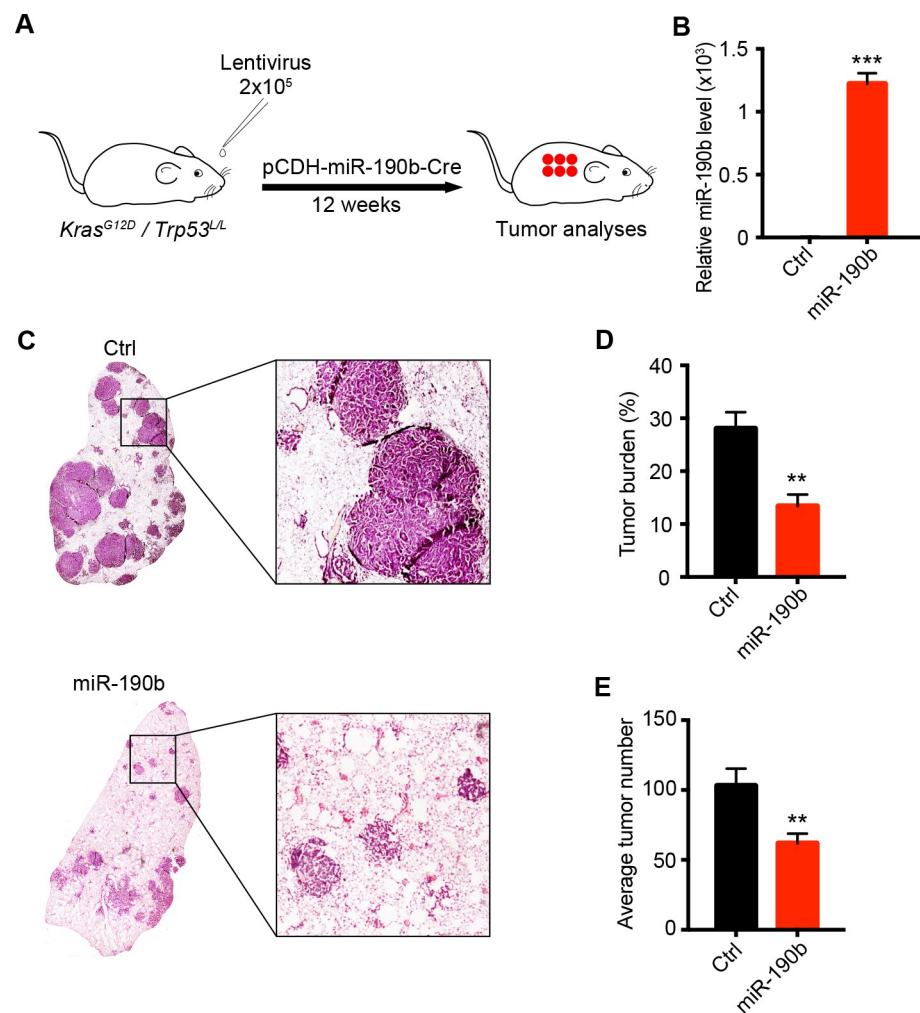 A
Lentivirus
2x10⁵
pCDH-miR-190b-Cre
12 weeks
Kras^G12D / Trp53^L/L
Tumor analyses
B
Relative miR-190b level (x10³)
1.5
1
0.5
0
***
Ctrl
miR-190b
C
Ctrl
miR-190b
D
Tumor burden (%)
40
30
20
10
0
**
Ctrl
miR-190b
E
Average tumor number
150
100
50
0
**
Ctrl
miR-190b